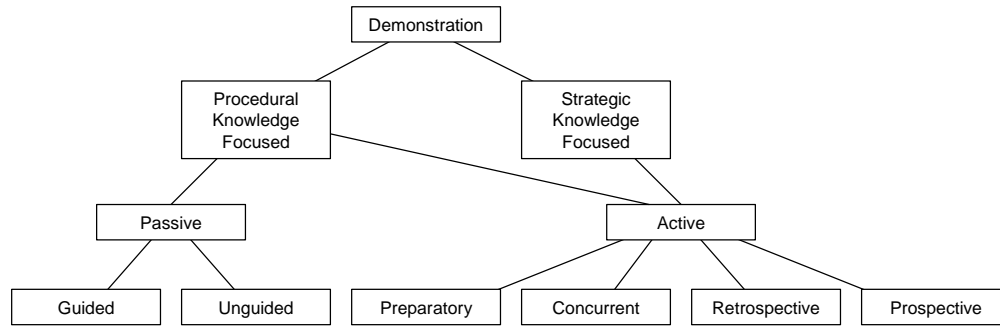 Demonstration
Procedural
Knowledge
Focused
Strategic
Knowledge
Focused
Passive
Active
Guided
Unguided
Preparatory
Concurrent
Retrospective
Prospective